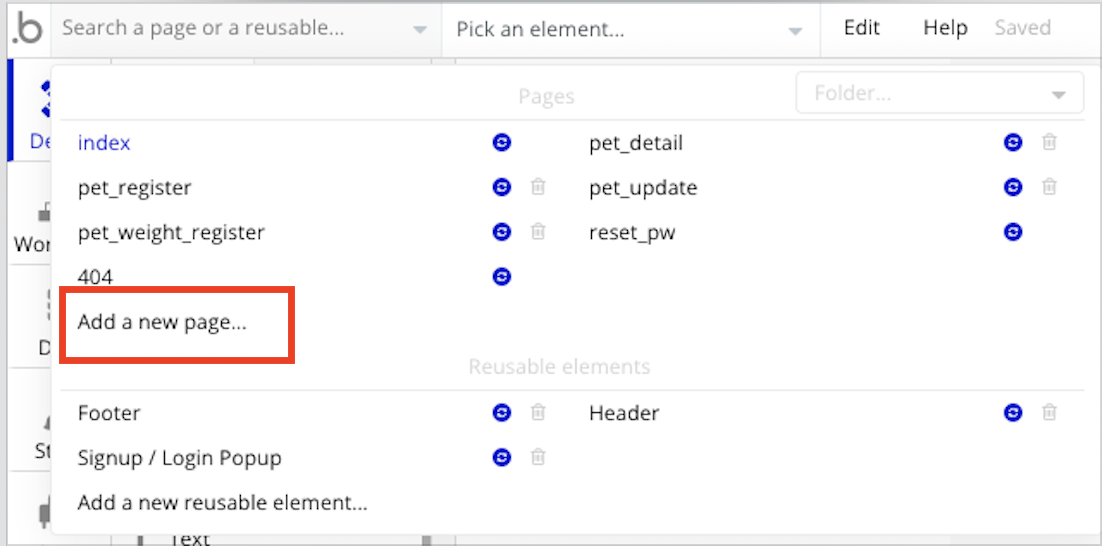 .b Search a page or a reusable... Pick an element... Edit Help Saved
Pages Folder...
De
index pet_detail
pet_register pet_update
pet_weight_register reset_pw
Wor
404
Add a new page...
D
Reusable elements
Footer Header
St
Signup / Login Popup
Add a new reusable element...
Text